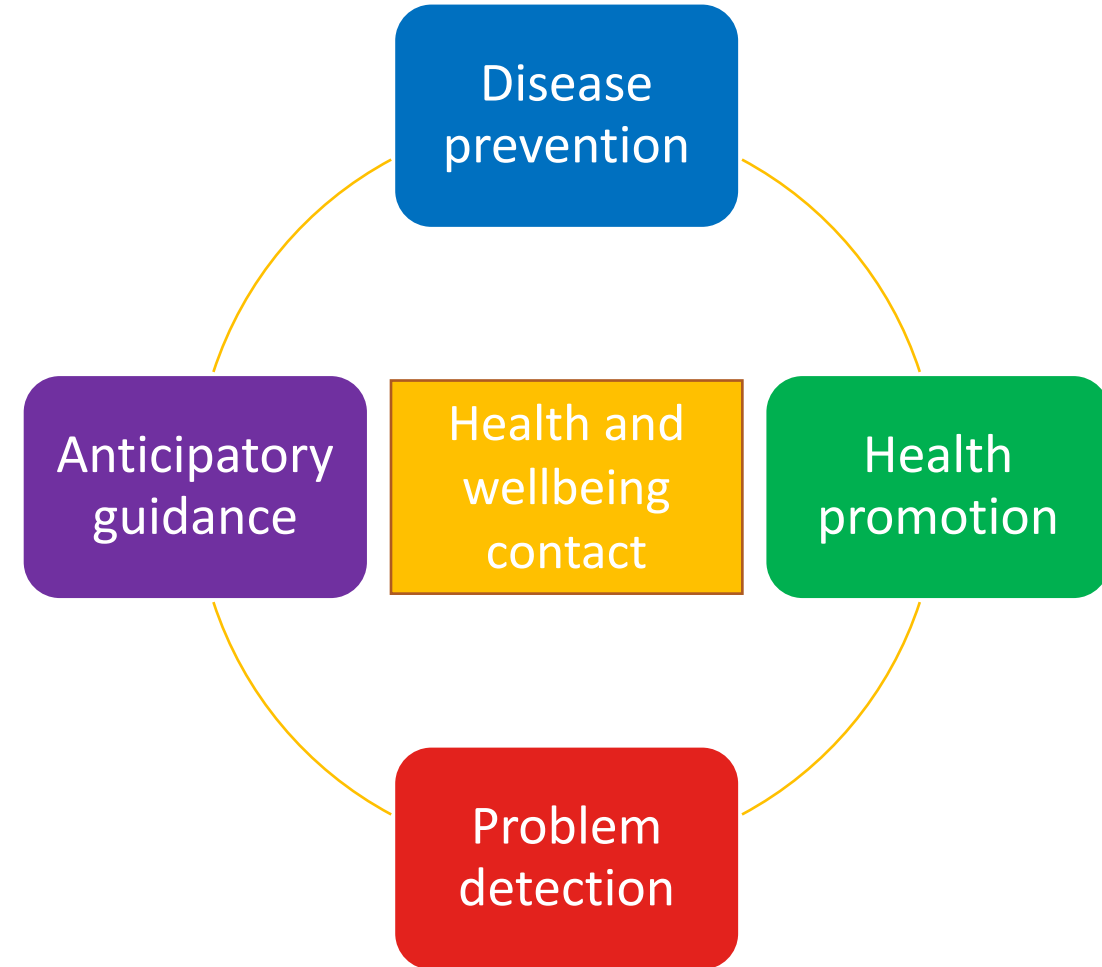 Disease
prevention
Anticipatory
guidance
Health and
wellbeing
contact
Health
promotion
Problem
detection